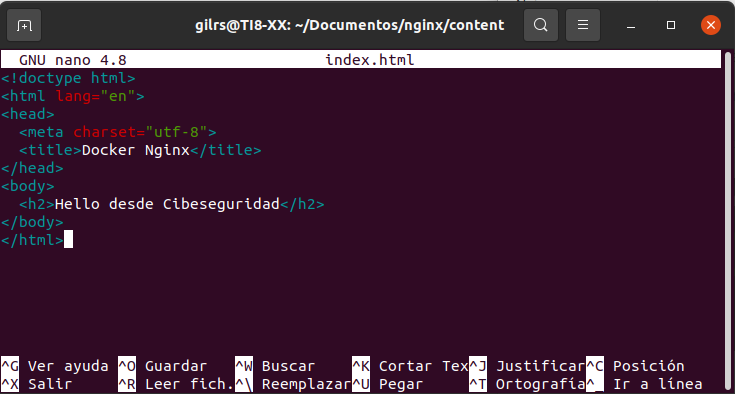 gilrs@TI8-XX: ~/Documentos/nginx/content
GNU nano 4.8 index.html
<!doctype html>
<html lang="en">
<head>
  <meta charset="utf-8">
  <title>Docker Nginx</title>
</head>
<body>
  <h2>Hello desde Cibeseguridad</h2>
</body>
</html>
^G Ver ayuda ^O Guardar ^W Buscar ^K Cortar Tex ^J Justificar ^C Posición
^X Salir ^R Leer fich. ^\ Reemplazar ^U Pegar ^T Ortografía ^_ Ir a línea